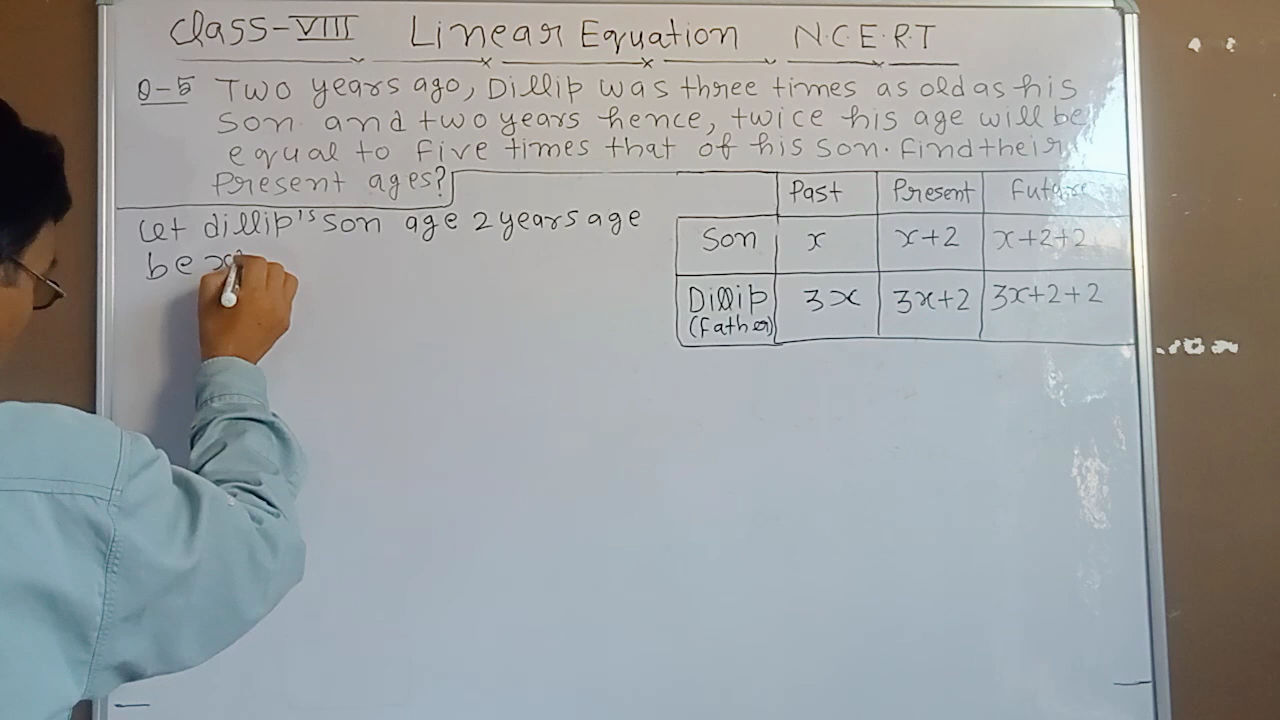 Class-VIII Linear Equation N.C.E.R.T
Q-5 Two years ago, Dillip was three times as old as his
son and two years hence, twice his age will be
equal to five times that of his son. Find their
Present ages?
Let dillip's son age 2 years age
be x
Past Present Future
Son x x+2 x+2+2
Dillip 3x 3x+2 3x+2+2
(Father)